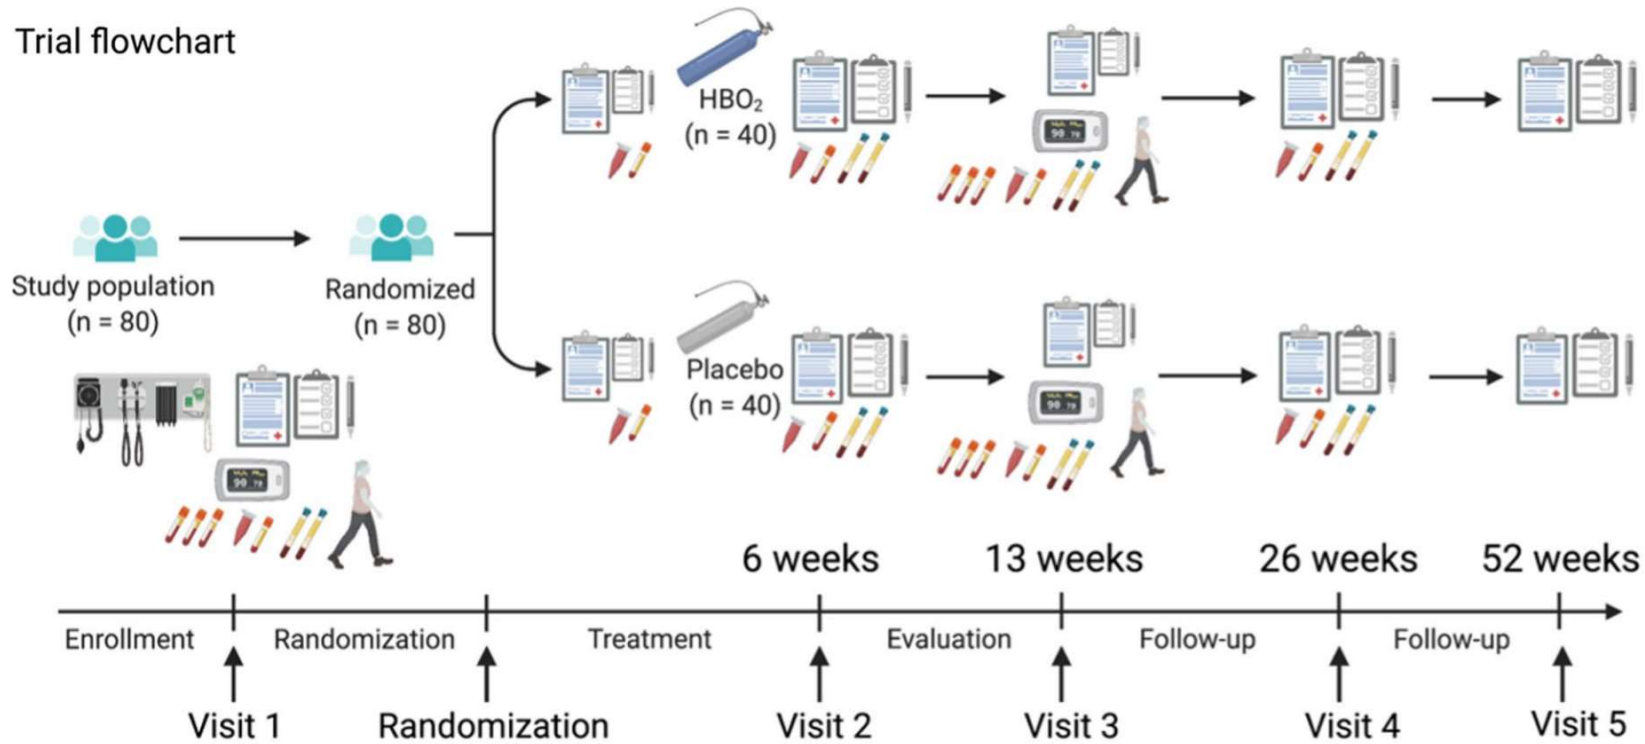 Trial flowchart
HBO₂
(n = 40)
Study population
(n = 80)
Randomized
(n = 80)
Placebo
(n = 40)
6 weeks
13 weeks
26 weeks
52 weeks
Enrollment
Randomization
Treatment
Evaluation
Follow-up
Follow-up
Visit 1
Randomization
Visit 2
Visit 3
Visit 4
Visit 5